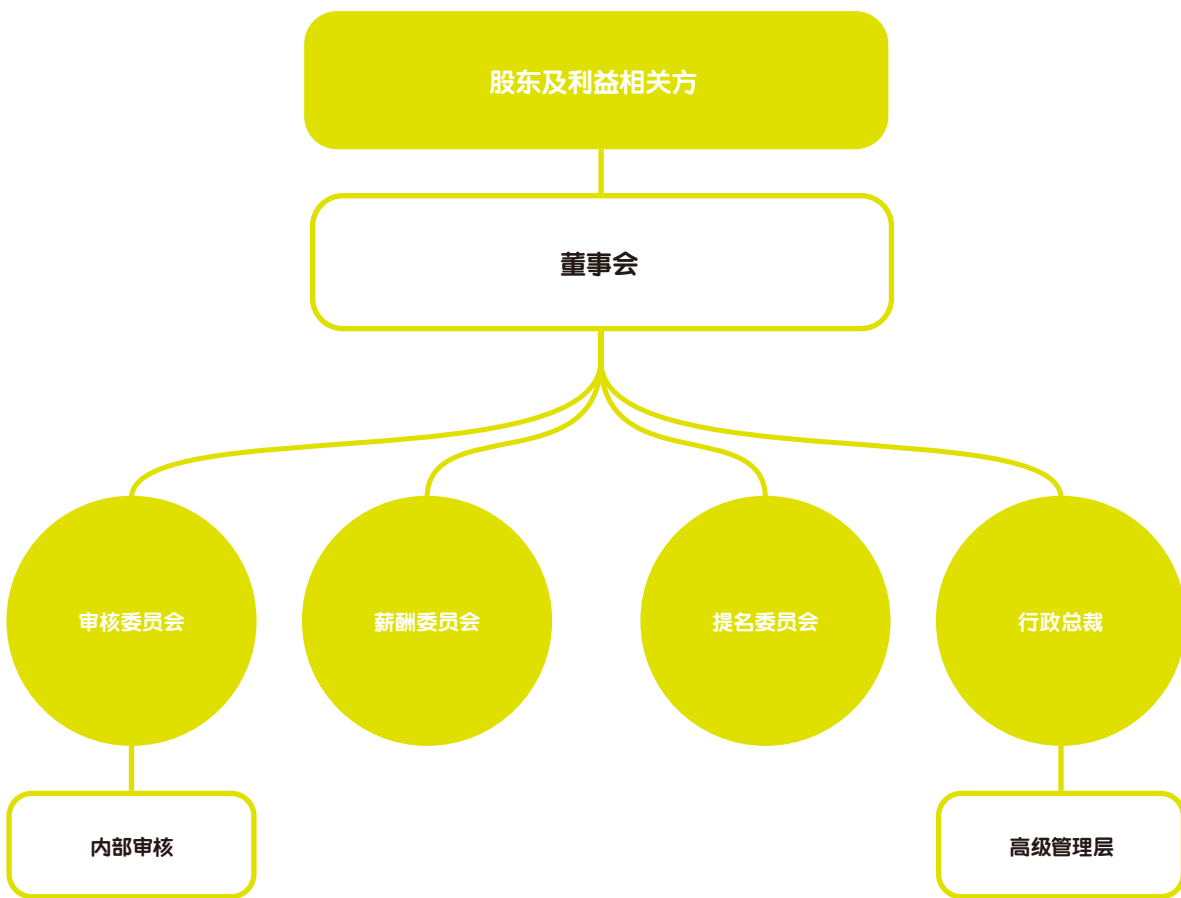 股东及利益相关方
董事会
审核委员会
薪酬委员会
提名委员会
行政总裁
内部审核
高级管理层